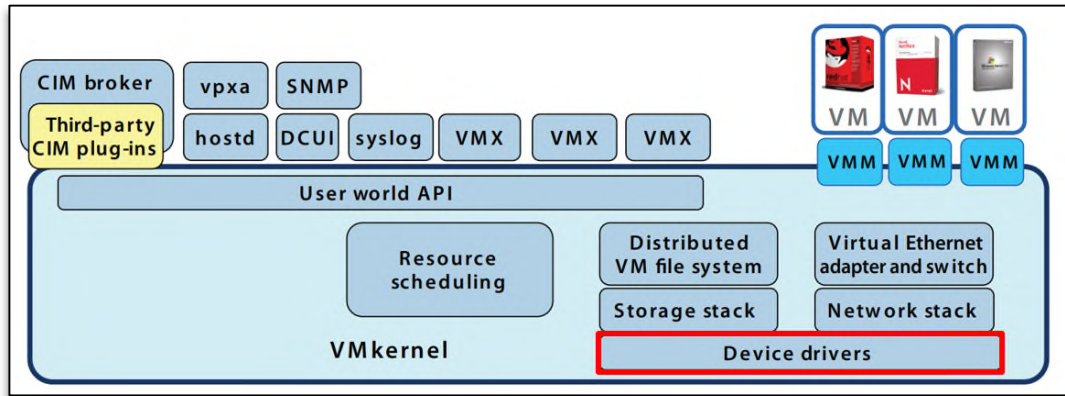 CIM broker
Third-party
CIM plug-ins
vpxa
SNMP
hostd
DCUI
syslog
VMX
VMX
VMX
redhat
N
VM
VM
VM
VMM
VMM
VMM
User world API
Resource
scheduling
Distributed
VM file system
Virtual Ethernet
adapter and switch
Storage stack
Network stack
VMkernel
Device drivers